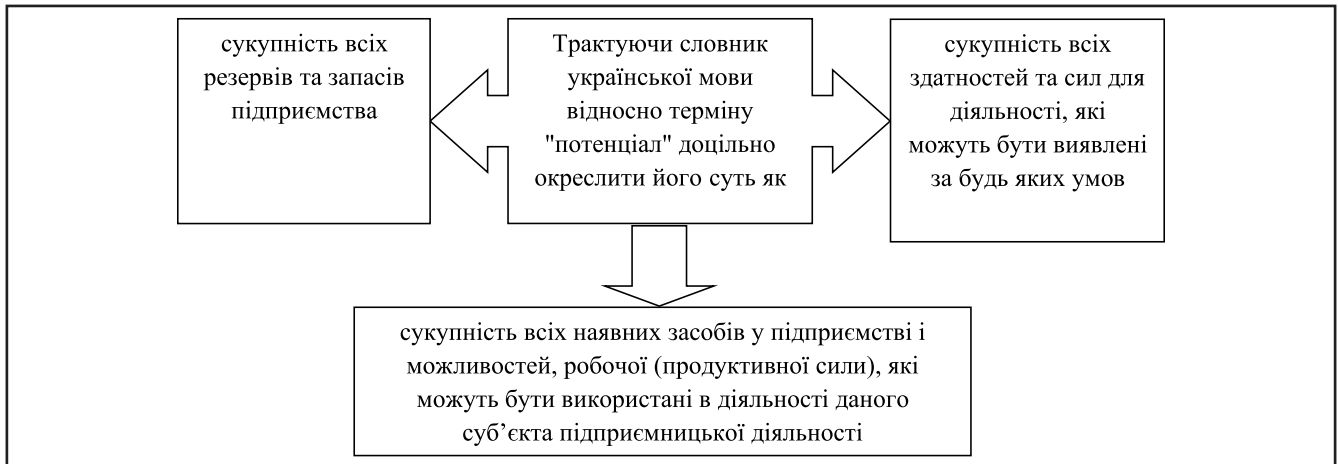 сукупність всіх
резервів та запасів
підприємства
Трактуючи словник
української мови
відносно терміну
"потенціал" доцільно
окреслити його суть як
сукупність всіх
здатностей та сил для
діяльності, які
можуть бути виявлені
за будь яких умов
сукупність всіх наявних засобів у підприємстві і
можливостей, робочої (продуктивної сили), які
можуть бути використані в діяльності даного
суб’єкта підприємницької діяльності